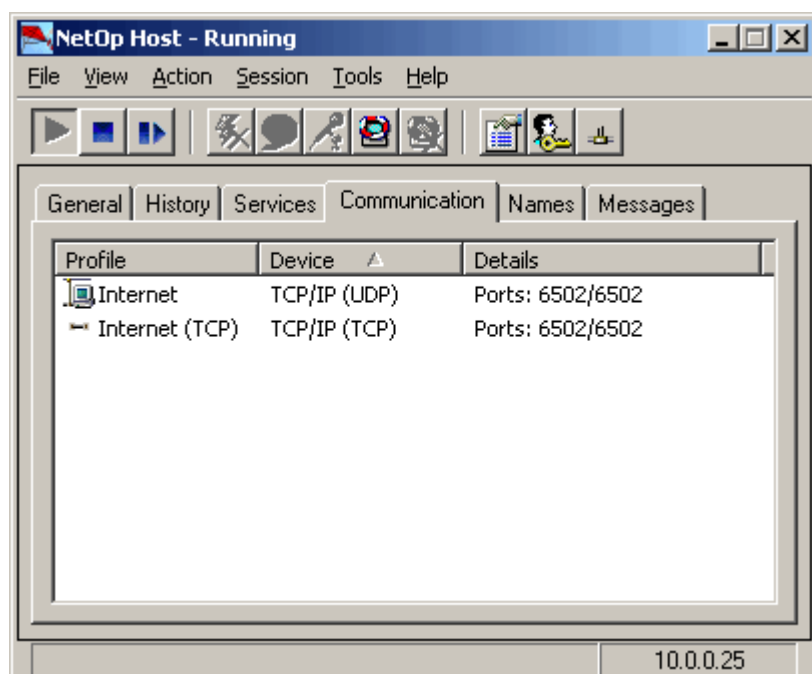 NetOp Host - Running
File View Action Session Tools Help
General History Services Communication Names Messages
Profile Device Details
Internet TCP/IP (UDP) Ports: 6502/6502
Internet (TCP) TCP/IP (TCP) Ports: 6502/6502
10.0.0.25